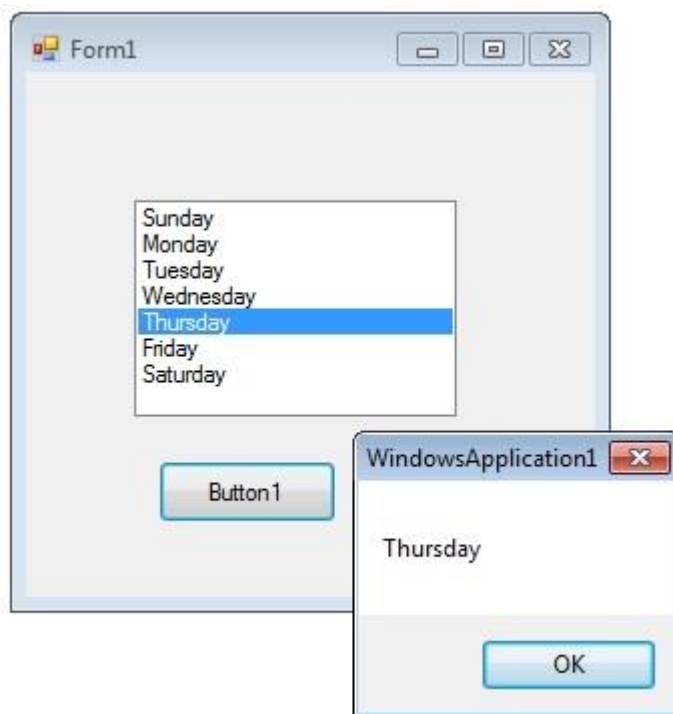 Form1
Sunday
Monday
Tuesday
Wednesday
Thursday
Friday
Saturday
Button1
WindowsApplication1
Thursday
OK